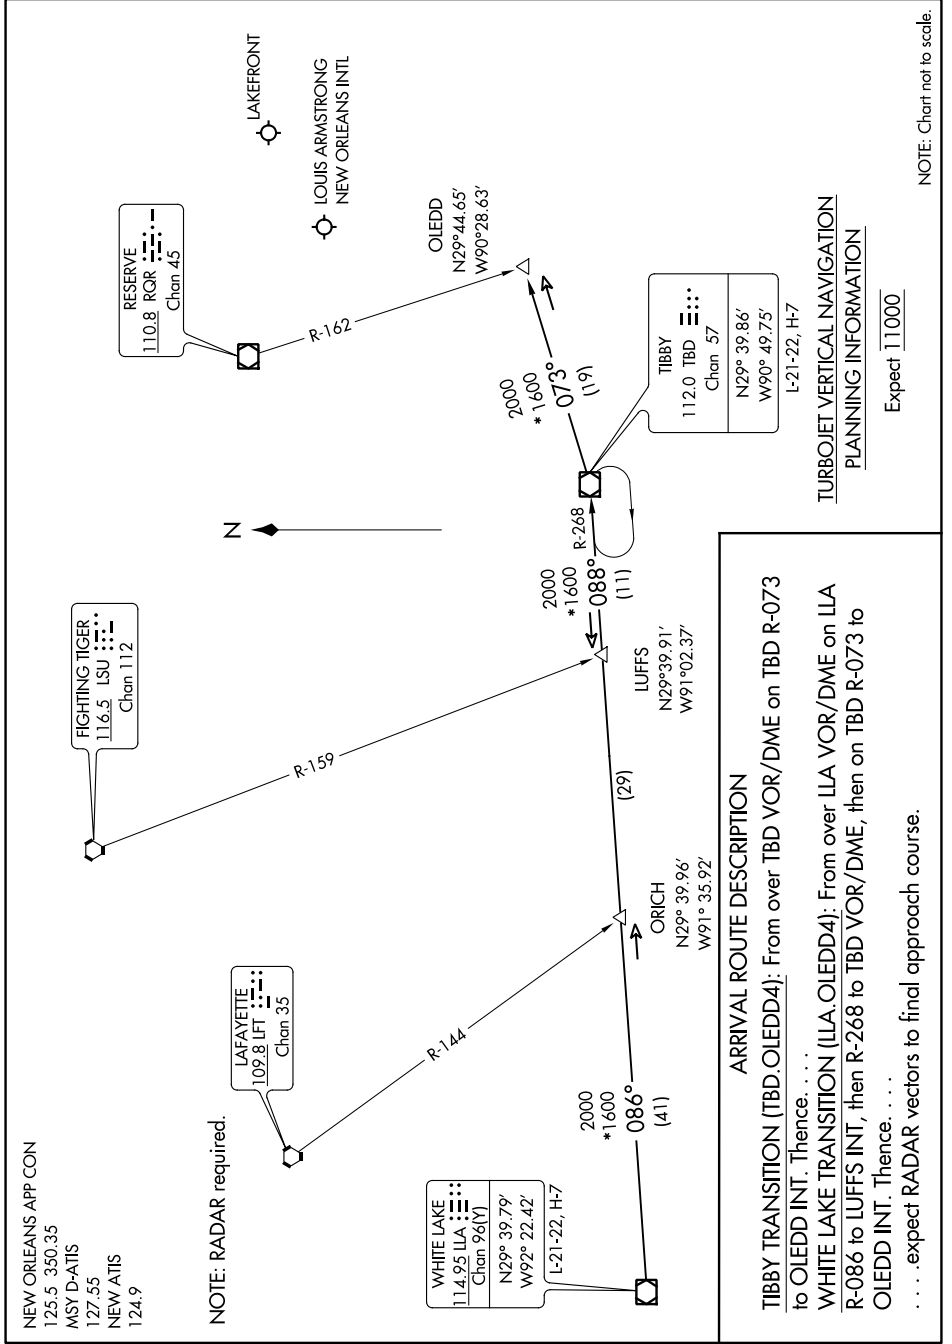 NEW ORLEANS APP CON
125.5 350.35
MSY D-ATIS
127.55
NEW ATIS
124.9
NOTE: RADAR required.
LAKEFRONT
LOUIS ARMSTRONG
NEW ORLEANS INTL
RESERVE
110.8 RQR
Chan 45
R-162
OLEDD
N29°44.65'
W90°28.63'
FIGHTING TIGER
116.5 LSU
Chan 112
R-159
N
LAFAYETTE
109.8 LFT
Chan 35
R-144
WHITE LAKE
114.95 LLA
Chan 96(Y)
N29° 39.79'
W92° 22.42'
L-21-22, H-7
2000
*1600
086°
(41)
ORICH
N29° 39.96'
W91° 35.92'
(29)
LUFFS
N29°39.91'
W91°02.37'
2000
*1600
088°
(11)
R-268
2000
*1600
073°
(19)
TIBBY
112.0 TBD
Chan 57
N29° 39.86'
W90° 49.75'
L-21-22, H-7
TURBOJET VERTICAL NAVIGATION
PLANNING INFORMATION
Expect 11000
NOTE: Chart not to scale.
ARRIVAL ROUTE DESCRIPTION
TIBBY TRANSITION (TBD.OLEDD4): From over TBD VOR/DME on TBD R-073
to OLEDD INT. Thence. . . .
WHITE LAKE TRANSITION (LLA.OLEDD4): From over LLA VOR/DME on LLA
R-086 to LUFFS INT, then R-268 to TBD VOR/DME, then on TBD R-073 to
OLEDD INT. Thence. . . .
. . . .expect RADAR vectors to final approach course.